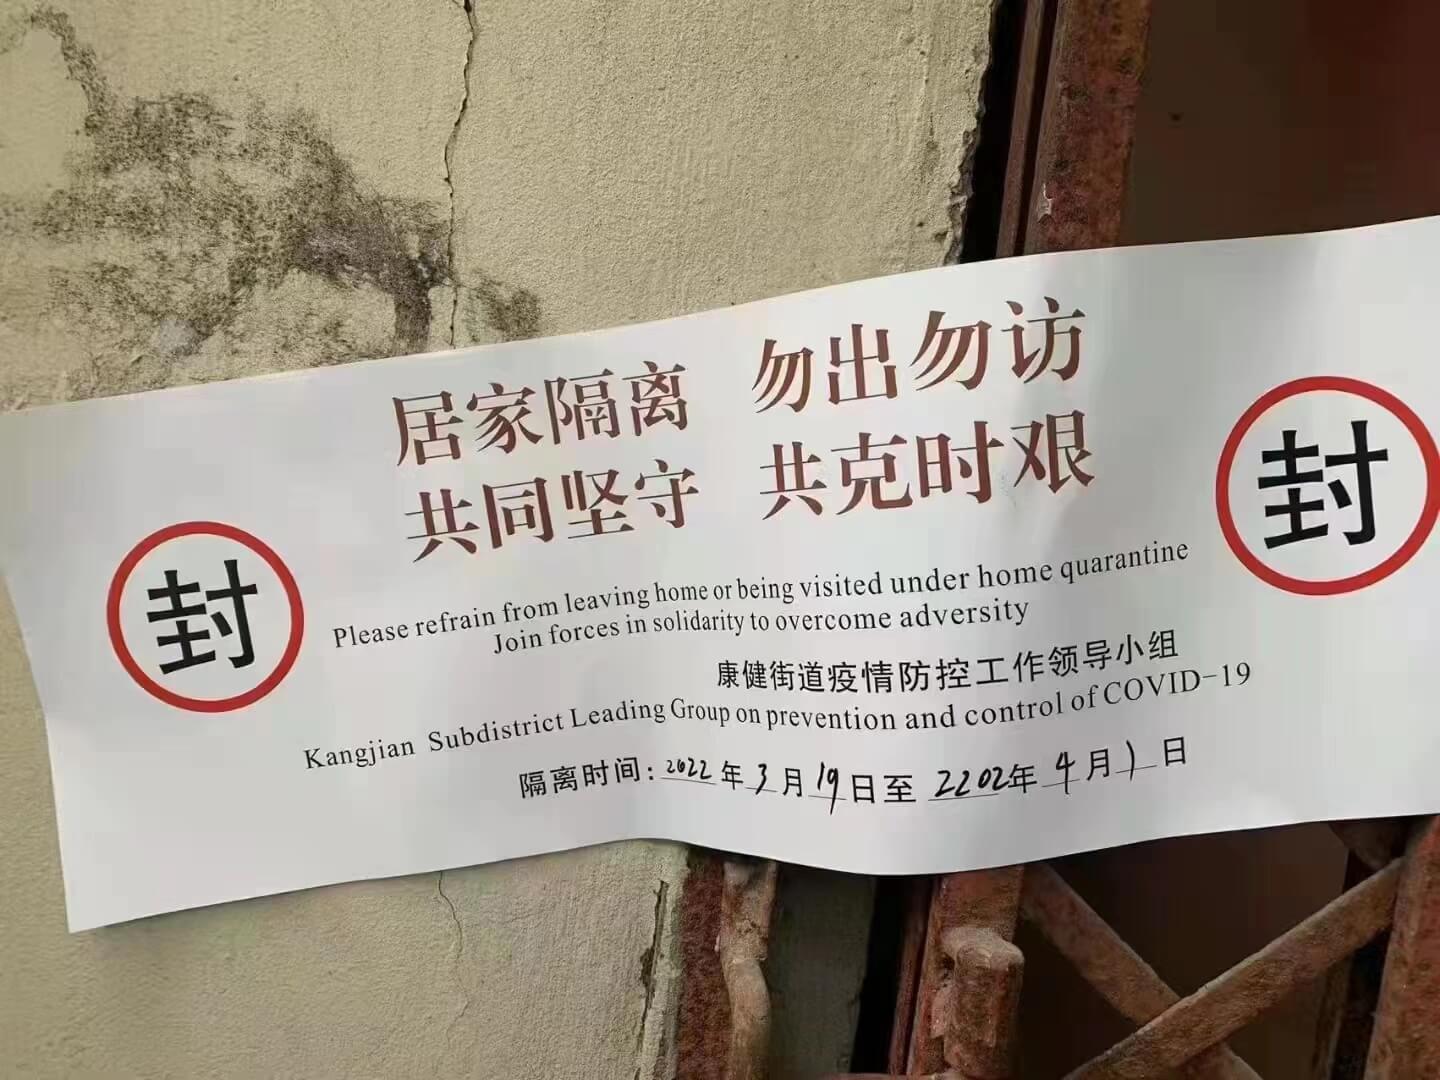 居家隔离 勿出勿访
共同坚守 共克时艰
封
封
Please refrain from leaving home or being visited under home quarantine
Join forces in solidarity to overcome adversity
康健街道疫情防控工作领导小组
Kangjian Subdistrict Leading Group on prevention and control of COVID-19
隔离时间:2022年3月19日至 2202年4月1日